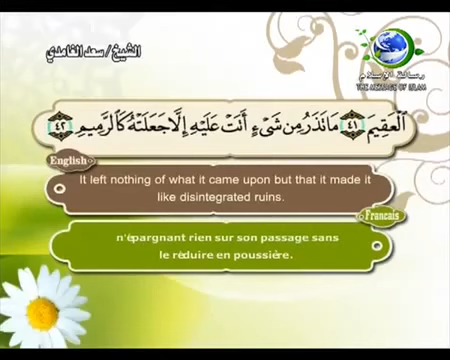 الشيخ/ سعد الغامدي
رسالة الإسلام
THE MESSAGE OF ISLAM
ٱلْعَقِيمَ ٤١ مَا نَذَرُ مِن شَىْءٍ أَتَتْ عَلَيْهِ إِلَّا جَعَلَتْهُ كَٱلرَّمِيمِ ٤٢
English
It left nothing of what it came upon but that it made it
like disintegrated ruins.
Francais
n'épargnant rien sur son passage sans
le réduire en poussière.